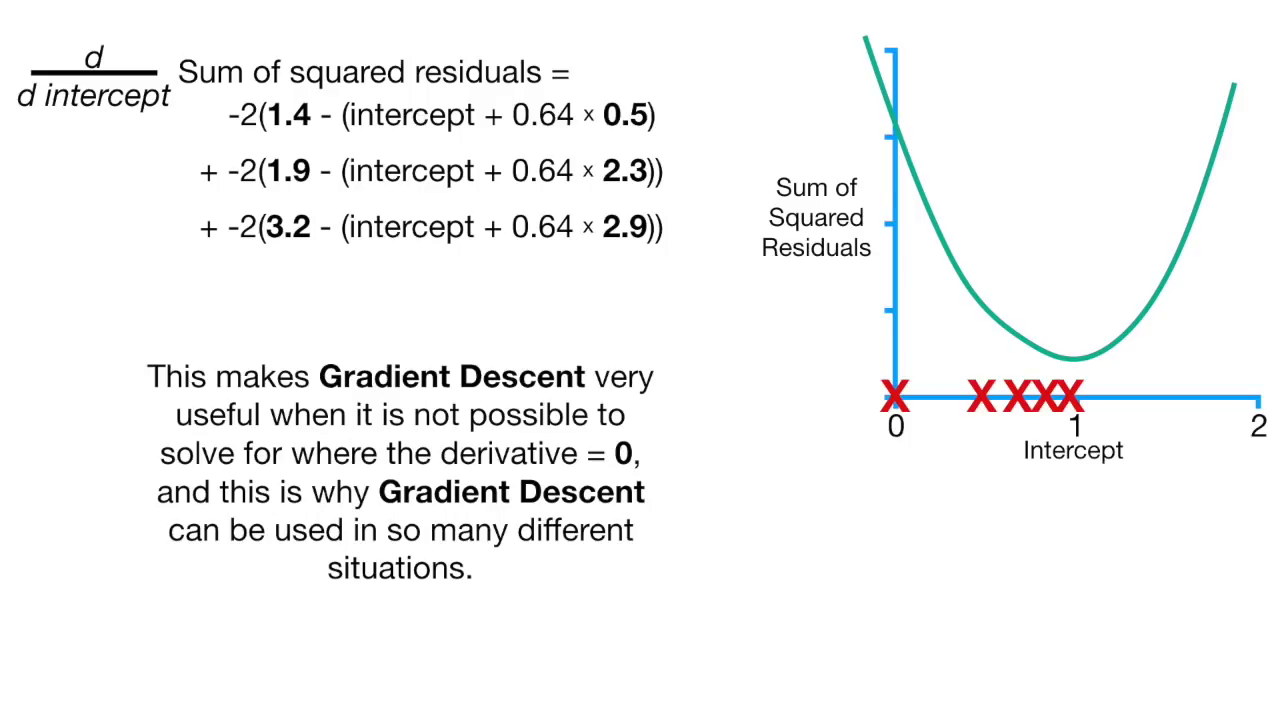 d
d intercept
Sum of squared residuals =
-2(1.4 - (intercept + 0.64 x 0.5)
+ -2(1.9 - (intercept + 0.64 x 2.3))
+ -2(3.2 - (intercept + 0.64 x 2.9))
This makes Gradient Descent very
useful when it is not possible to
solve for where the derivative = 0,
and this is why Gradient Descent
can be used in so many different
situations.
Sum of
Squared
Residuals
X X X X X
0 1 2
Intercept